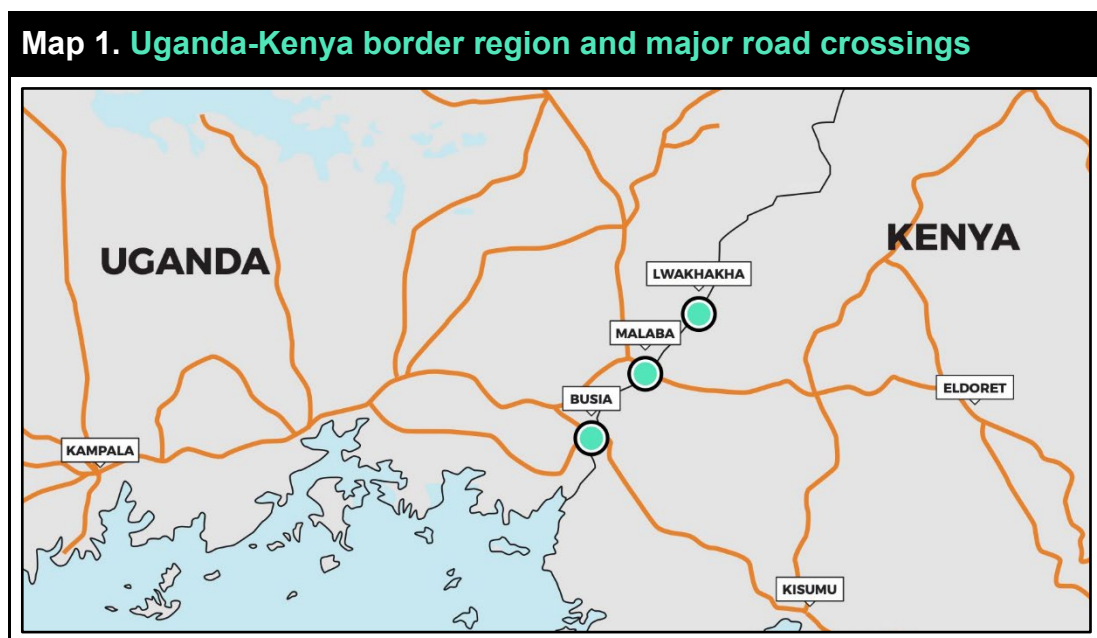 Map 1. Uganda-Kenya border region and major road crossings
UGANDA
KENYA
LWAKHAKHA
MALABA
BUSIA
ELDORET
KAMPALA
KISUMU